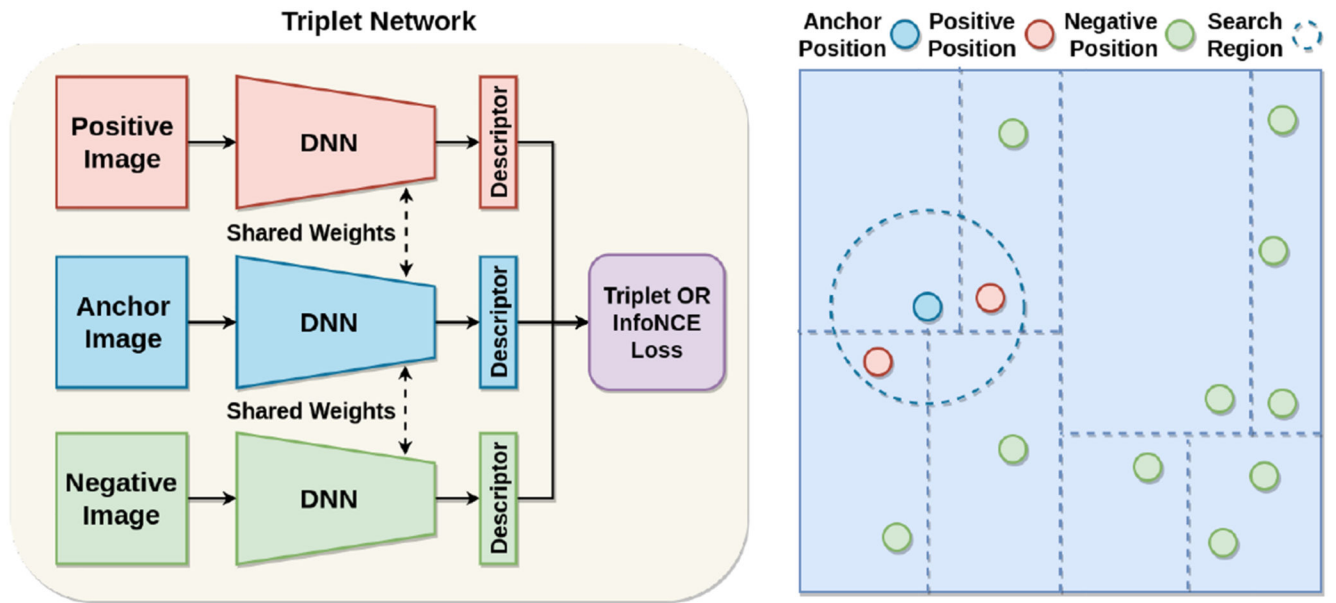 Triplet Network
Positive
Image
DNN
Descriptor
Shared Weights
Anchor
Image
DNN
Descriptor
Triplet OR
InfoNCE
Loss
Shared Weights
Negative
Image
DNN
Descriptor
Anchor
Position
Positive
Position
Negative
Position
Search
Region